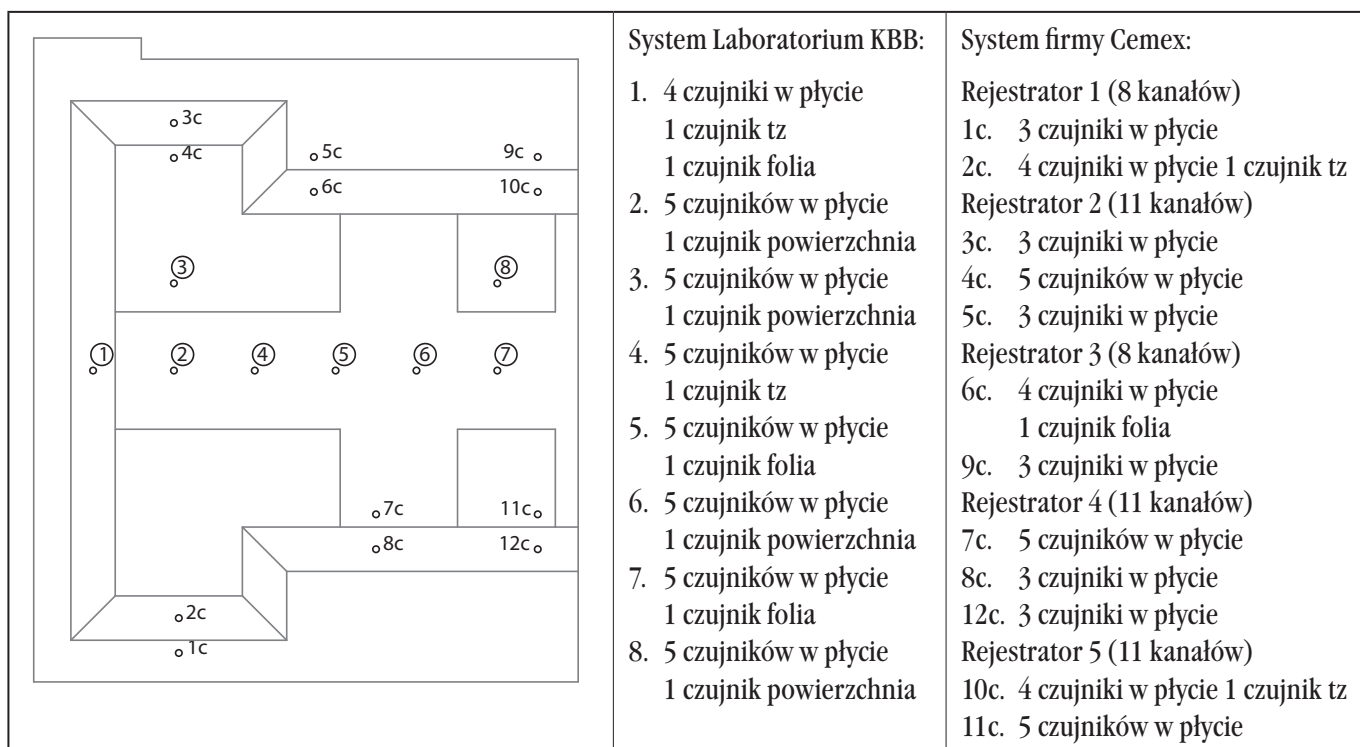 3c
4c
5c
9c
6c
10c
3
8
1
2
4
5
6
7
7c
11c
8c
12c
2c
1c
System Laboratorium KBB:
1. 4 czujniki w płycie
1 czujnik tz
1 czujnik folia
2. 5 czujników w płycie
1 czujnik powierzchnia
3. 5 czujników w płycie
1 czujnik powierzchnia
4. 5 czujników w płycie
1 czujnik tz
5. 5 czujników w płycie
1 czujnik folia
6. 5 czujników w płycie
1 czujnik powierzchnia
7. 5 czujników w płycie
1 czujnik folia
8. 5 czujników w płycie
1 czujnik powierzchnia
System firmy Cemex:
Rejestrator 1 (8 kanałów)
1c. 3 czujniki w płycie
2c. 4 czujniki w płycie 1 czujnik tz
Rejestrator 2 (11 kanałów)
3c. 3 czujniki w płycie
4c. 5 czujników w płycie
5c. 3 czujniki w płycie
Rejestrator 3 (8 kanałów)
6c. 4 czujniki w płycie
1 czujnik folia
9c. 3 czujniki w płycie
Rejestrator 4 (11 kanałów)
7c. 5 czujników w płycie
8c. 3 czujniki w płycie
12c. 3 czujniki w płycie
Rejestrator 5 (11 kanałów)
10c. 4 czujniki w płycie 1 czujnik tz
11c. 5 czujników w płycie